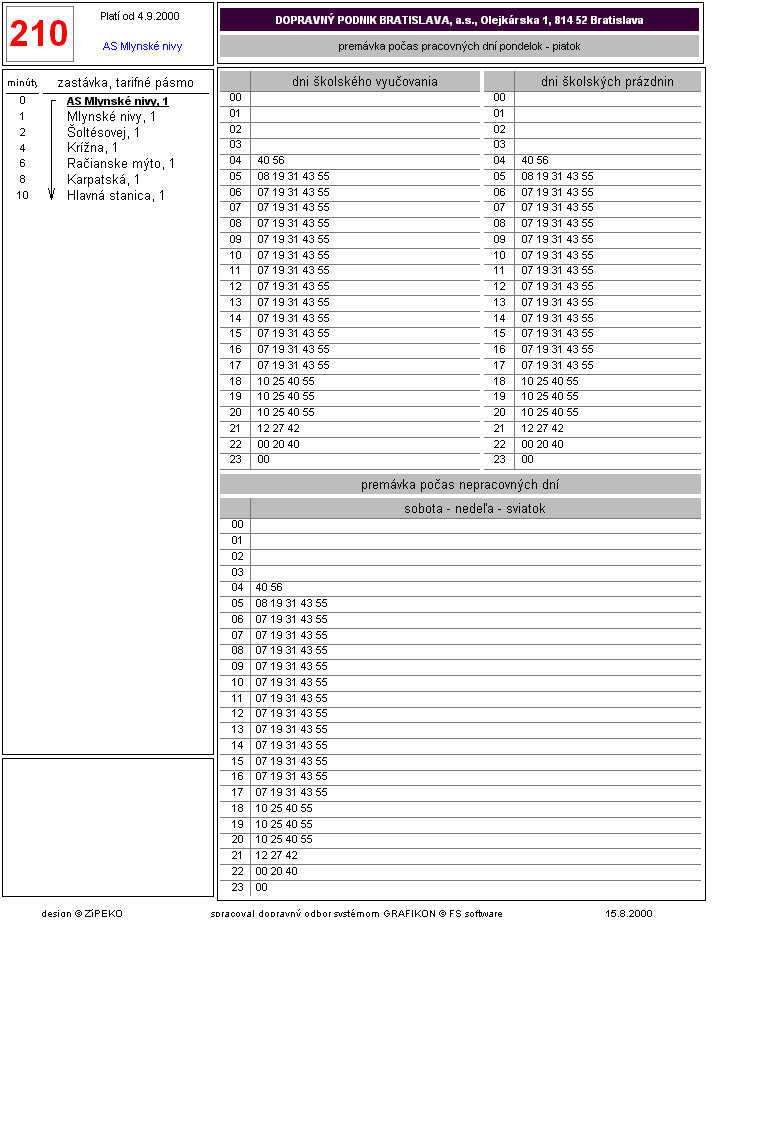 210
Platí od 4.9.2000
AS Mlynské nivy
DOPRAVNÝ PODNIK BRATISLAVA, a.s., Olejkárska 1, 814 52 Bratislava
premávka počas pracovných dní pondelok - piatok
minúty zastávka, tarifné pásmo
0 AS Mlynské nivy, 1
1 Mlynské nivy, 1
2 Šoltésovej, 1
4 Krížna, 1
6 Račianske mýto, 1
8 Karpatská, 1
10 Hlavná stanica, 1
dni školského vyučovania
00
01
02
03
04 40 56
05 08 19 31 43 55
06 07 19 31 43 55
07 07 19 31 43 55
08 07 19 31 43 55
09 07 19 31 43 55
10 07 19 31 43 55
11 07 19 31 43 55
12 07 19 31 43 55
13 07 19 31 43 55
14 07 19 31 43 55
15 07 19 31 43 55
16 07 19 31 43 55
17 07 19 31 43 55
18 10 25 40 55
19 10 25 40 55
20 10 25 40 55
21 12 27 42
22 00 20 40
23 00
dni školských prázdnin
00
01
02
03
04 40 56
05 08 19 31 43 55
06 07 19 31 43 55
07 07 19 31 43 55
08 07 19 31 43 55
09 07 19 31 43 55
10 07 19 31 43 55
11 07 19 31 43 55
12 07 19 31 43 55
13 07 19 31 43 55
14 07 19 31 43 55
15 07 19 31 43 55
16 07 19 31 43 55
17 07 19 31 43 55
18 10 25 40 55
19 10 25 40 55
20 10 25 40 55
21 12 27 42
22 00 20 40
23 00
premávka počas nepracovných dní
sobota - nedeľa - sviatok
00
01
02
03
04 40 56
05 08 19 31 43 55
06 07 19 31 43 55
07 07 19 31 43 55
08 07 19 31 43 55
09 07 19 31 43 55
10 07 19 31 43 55
11 07 19 31 43 55
12 07 19 31 43 55
13 07 19 31 43 55
14 07 19 31 43 55
15 07 19 31 43 55
16 07 19 31 43 55
17 07 19 31 43 55
18 10 25 40 55
19 10 25 40 55
20 10 25 40 55
21 12 27 42
22 00 20 40
23 00
design © ZíPEKO spracoval dopravný odbor systémom GRAFIKON © FS software 15.8.2000